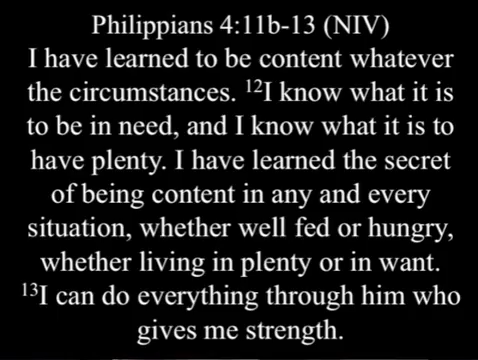 Philippians 4:11b-13 (NIV)
I have learned to be content whatever
the circumstances. ¹²I know what it is
to be in need, and I know what it is to
have plenty. I have learned the secret
of being content in any and every
situation, whether well fed or hungry,
whether living in plenty or in want.
¹³I can do everything through him who
gives me strength.